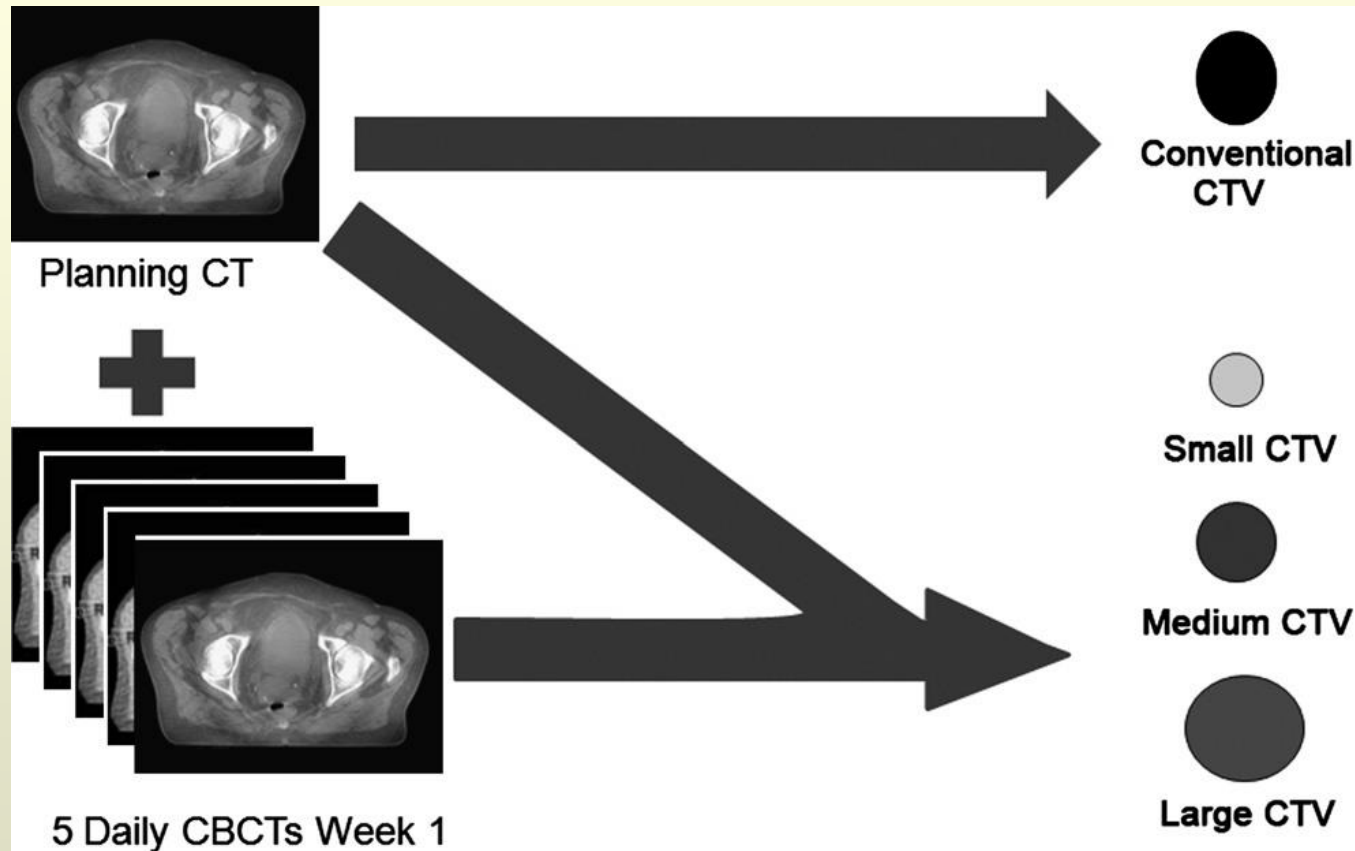 Conventional
CTV
Planning CT
Small CTV
R
Medium CTV
Large CTV
5 Daily CBCTs Week 1